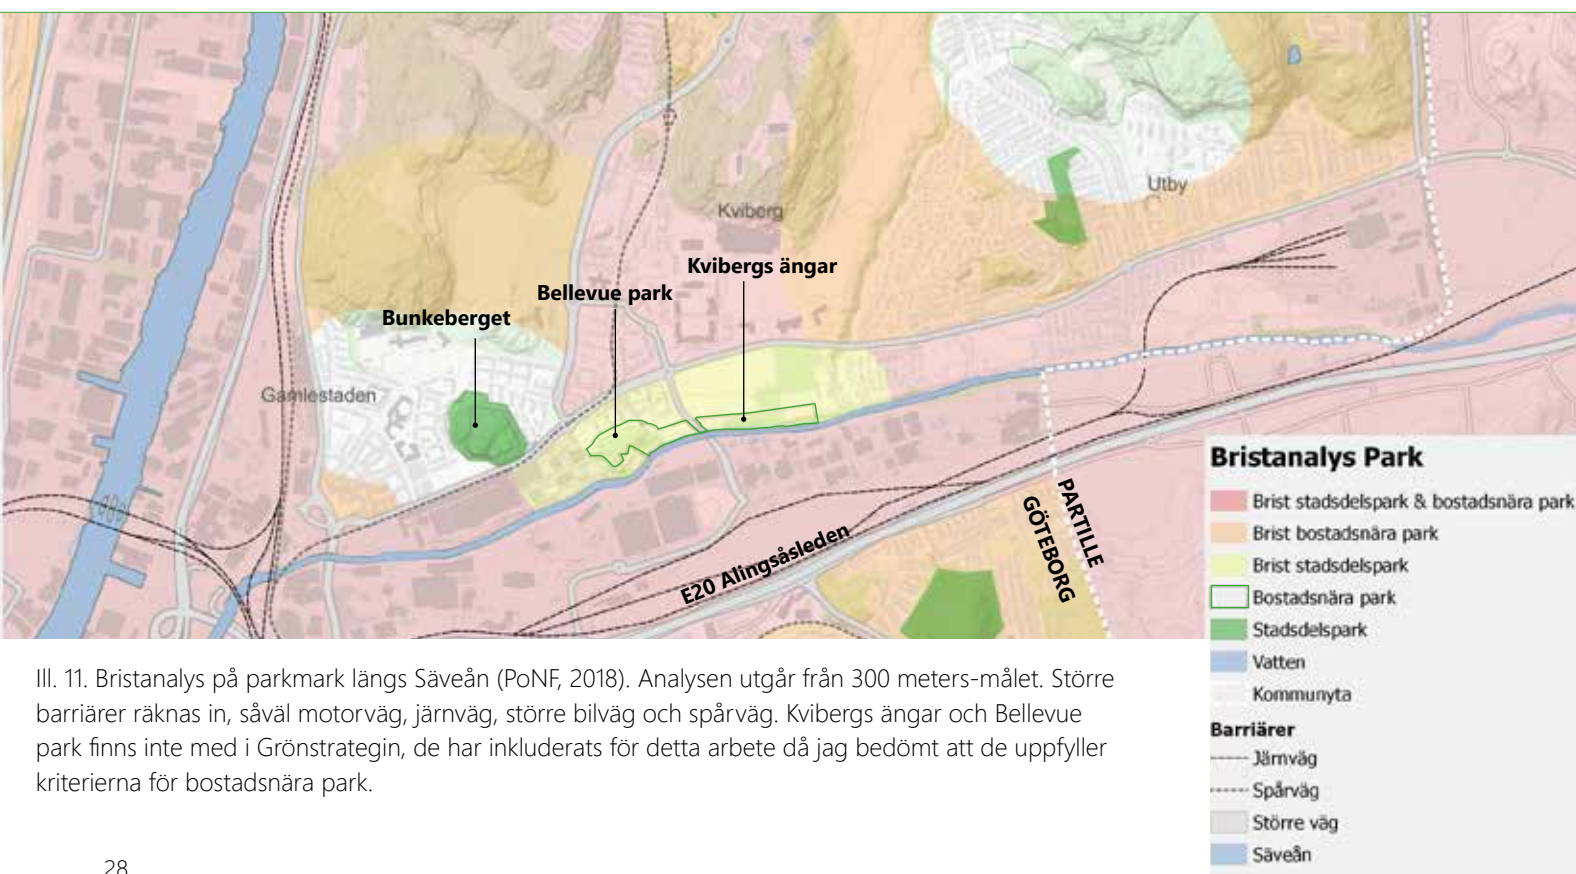 Utby
Kviberg
Kvibergs ängar
Bellevue park
Bunkeberget
Gamlestaden
PARTILLE
GÖTEBORG
E20 Alingsåsleden
Bristanalys Park
Brist stadsdelspark & bostadsnära park
Brist bostadsnära park
Brist stadsdelspark
Bostadsnära park
Stadsdelspark
Vatten
Kommunyta
Barriärer
Järnväg
Spårväg
Större väg
Säveån
Ill. 11. Bristanalys på parkmark längs Säveån (PoNF, 2018). Analysen utgår från 300 meters-målet. Större
barriärer räknas in, såväl motorväg, järnväg, större bilväg och spårväg. Kvibergs ängar och Bellevue
park finns inte med i Grönstrategin, de har inkluderats för detta arbete då jag bedömt att de uppfyller
kriterierna för bostadsnära park.
28